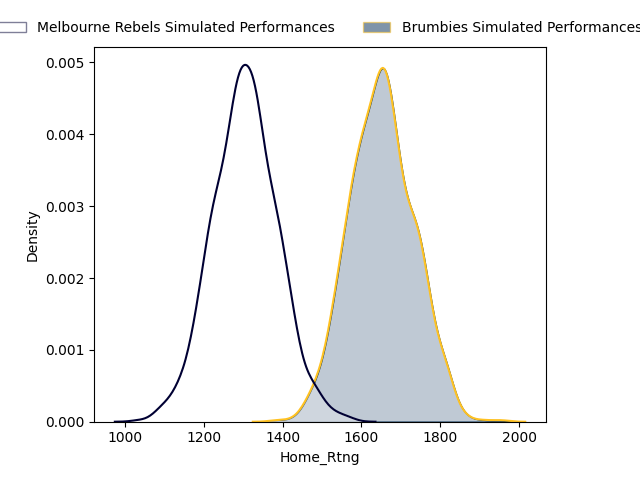 Melbourne Rebels Simulated Performances
Brumbies Simulated Performances
0.005
0.004
0.003
0.002
0.001
0.000
Density
1000 1200 1400 1600 1800 2000
Home_Rtng